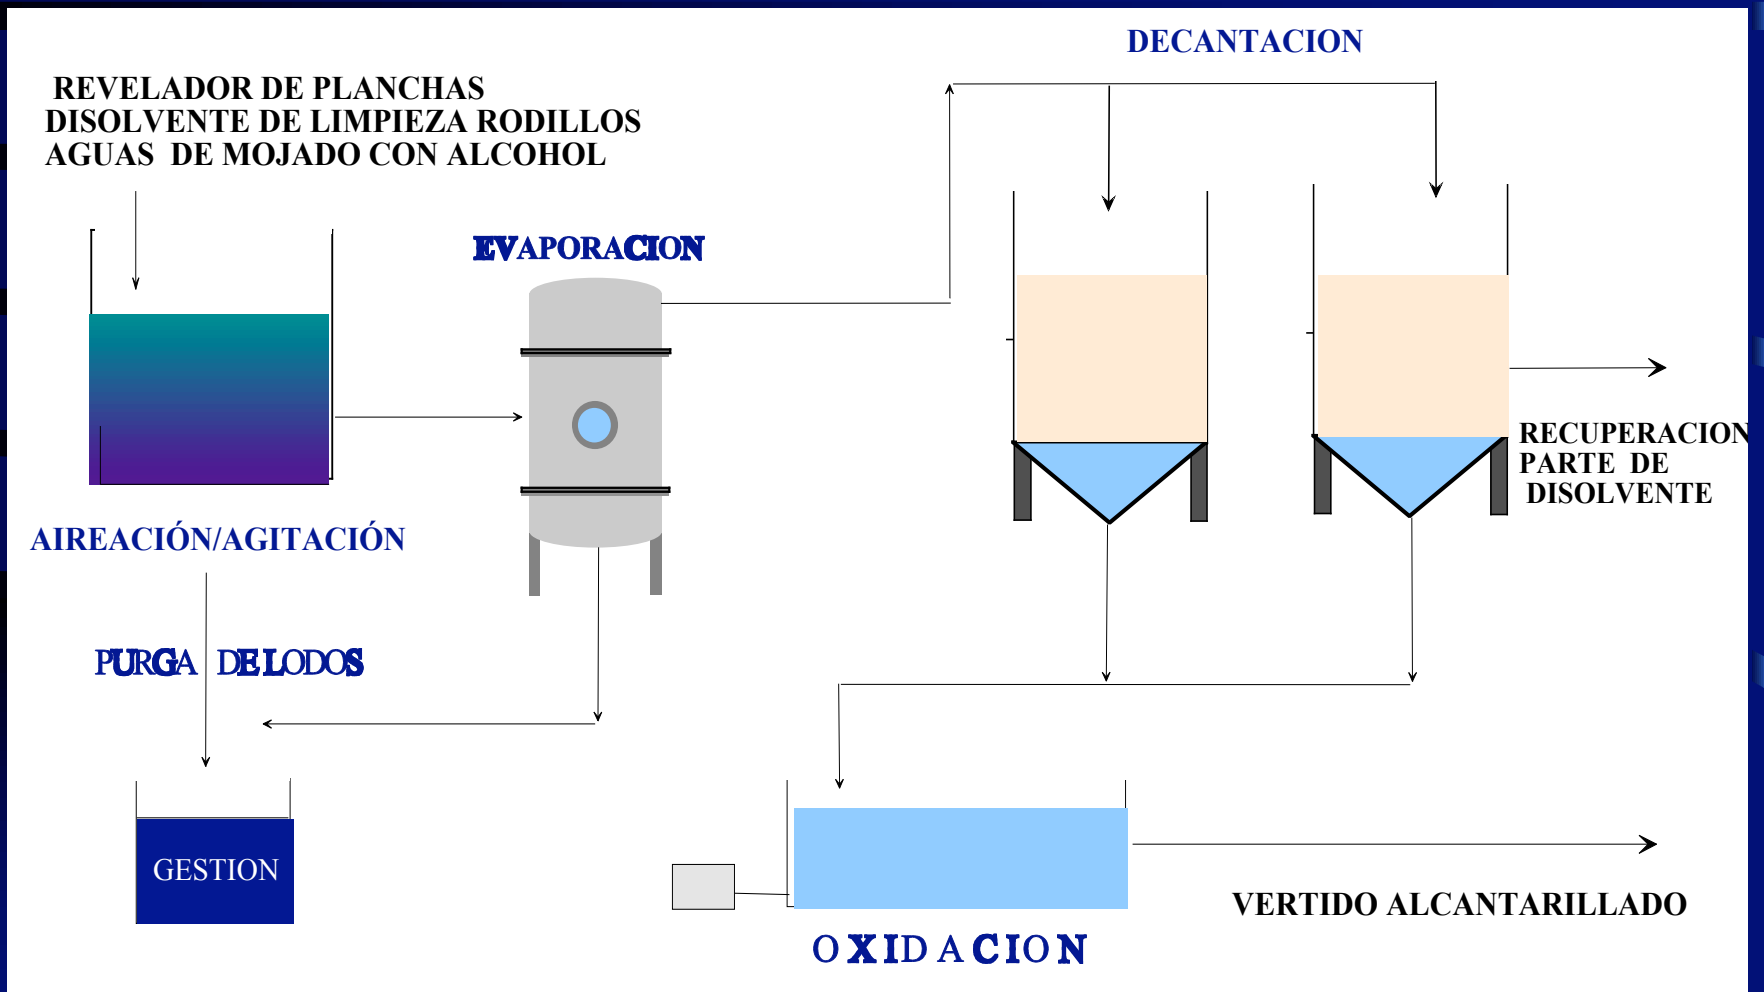 DECANTACION
REVELADOR DE PLANCHAS
DISOLVENTE DE LIMPIEZA RODILLOS
AGUAS DE MOJADO CON ALCOHOL
EVAPORACION
RECUPERACION
PARTE DE
DISOLVENTE
AIREACIÓN/AGITACIÓN
PURGA DE LODOS
GESTION
VERTIDO ALCANTARILLADO
OXIDACION